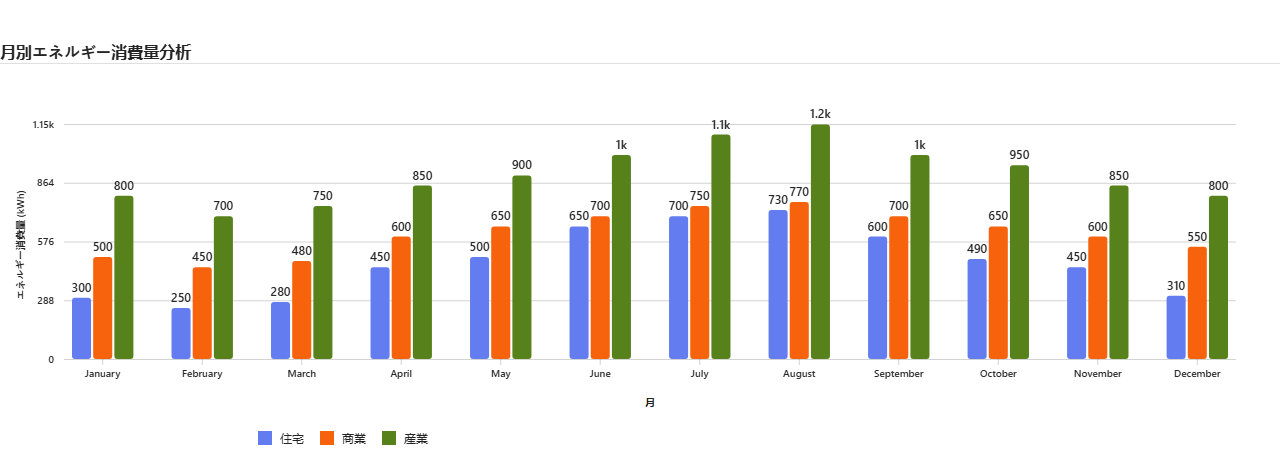 月別エネルギー消費量分析
エネルギー消費量 (kWh)
1.15k
864
576
288
0
300 500 800
250 450 700
280 480 750
450 600 850
500 650 900
650 700 1k
700 750 1.1k
730 770 1.2k
600 700 1k
490 650 950
450 600 850
310 550 800
January February March April May June July August September October November December
月
住宅 商業 産業